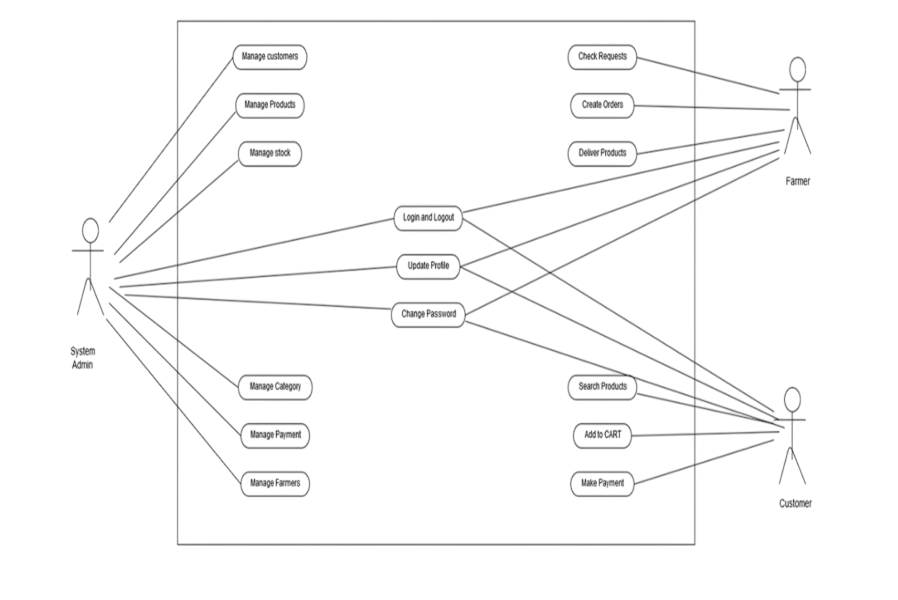 Manage customers
Check Requests
Manage Products
Create Orders
Manage stock
Deliver Products
Farmer
Login and Logout
Update Profile
Change Password
System
Admin
Manage Category
Search Products
Manage Payment
Add to CART
Manage Farmers
Make Payment
Customer